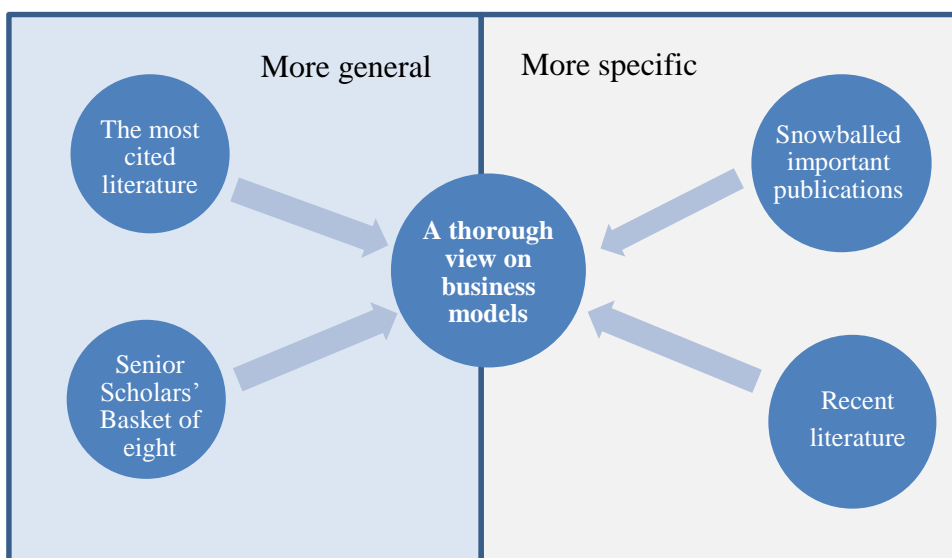 More general
More specific
The most
cited
literature
Snowballed
important
publications
A thorough
view on
business
models
Senior
Scholars’
Basket of
eight
Recent
literature